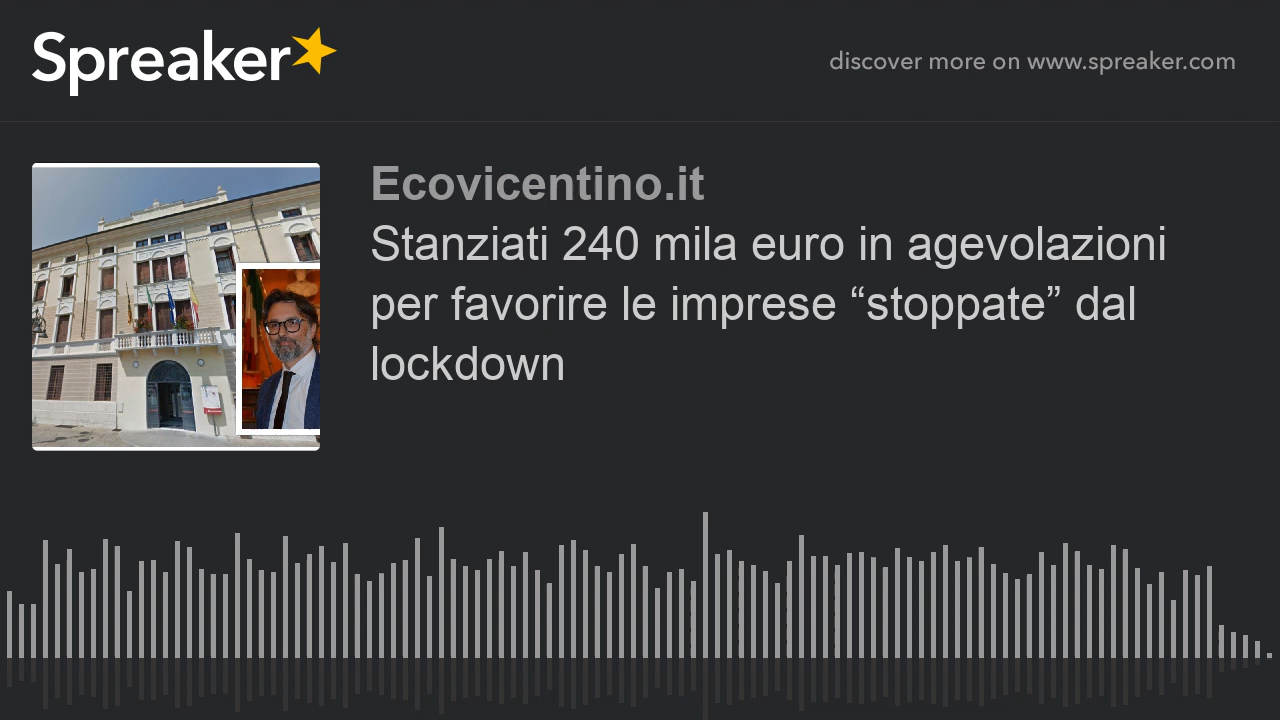 Spreaker
discover more on www.spreaker.com
Ecovicentino.it
Stanziati 240 mila euro in agevolazioni
per favorire le imprese “stoppate” dal
lockdown